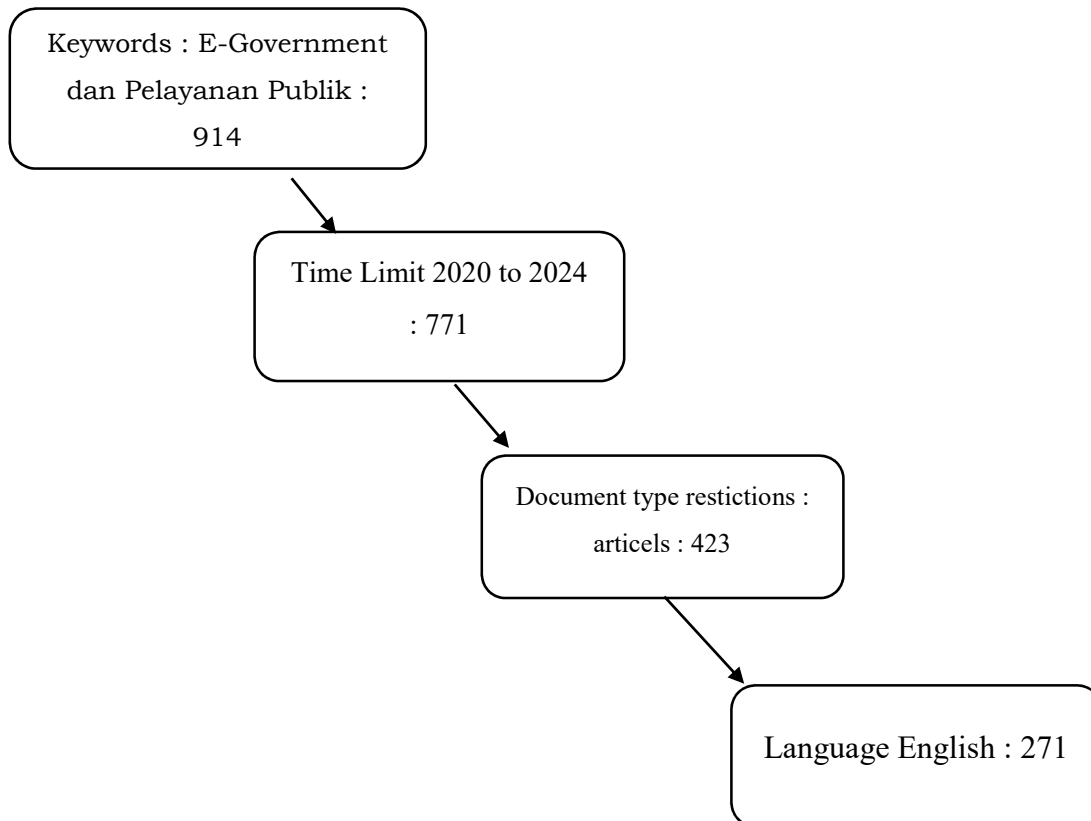 Keywords : E-Government
dan Pelayanan Publik :
914
Time Limit 2020 to 2024
: 771
Document type restictions :
articels : 423
Language English : 271